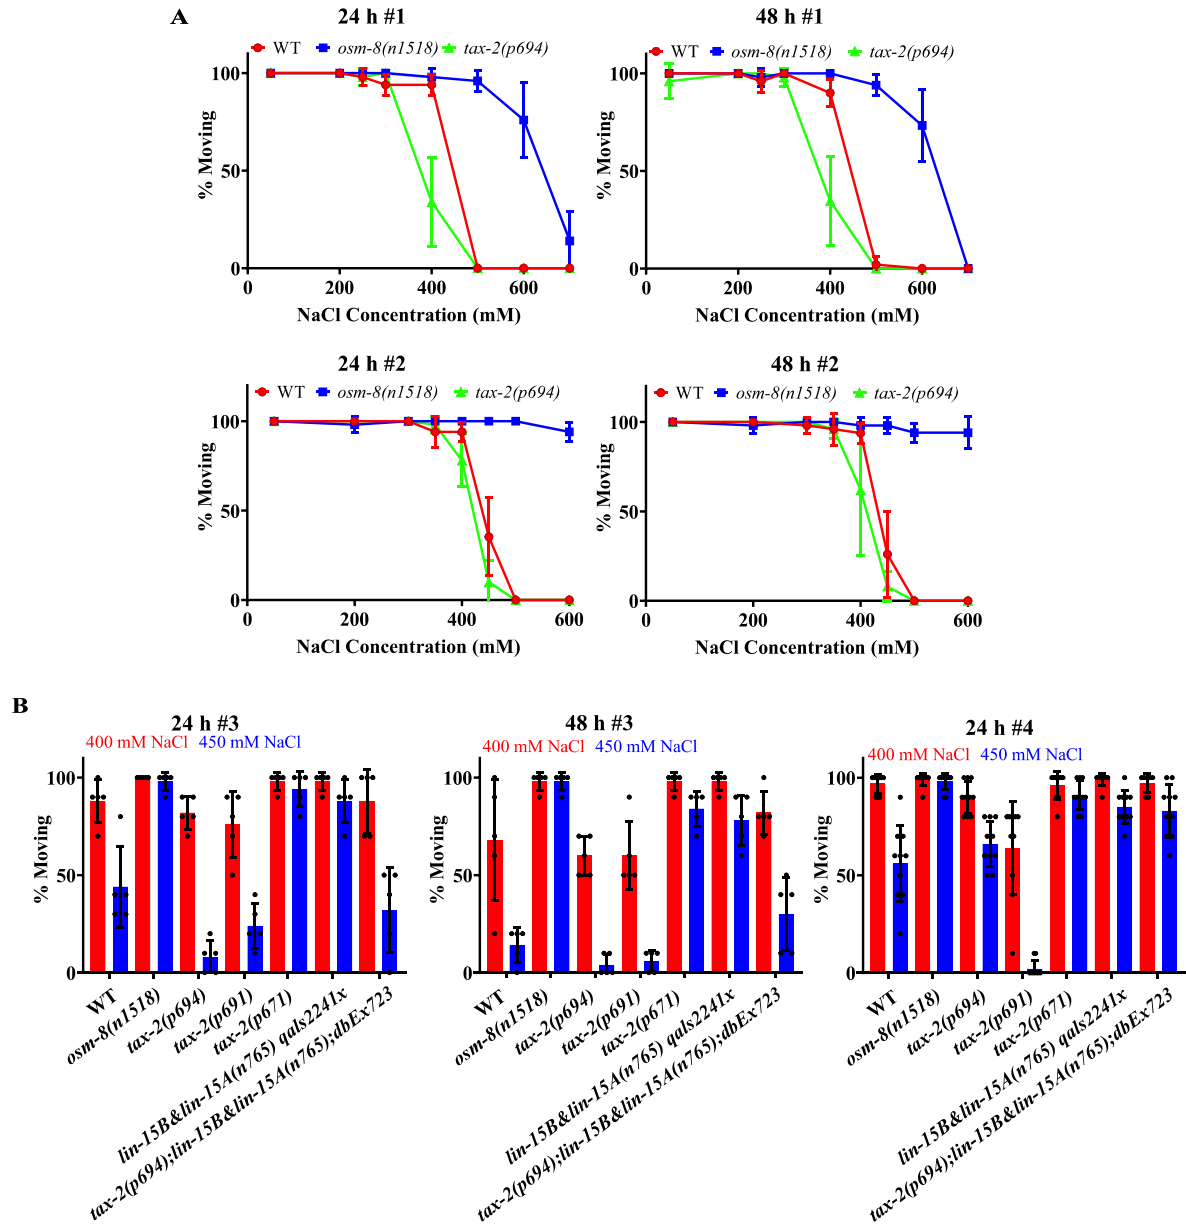 A
24 h #1
48 h #1
WT osm-8(n1518) tax-2(p694)
WT osm-8(n1518) tax-2(p694)
100
50
0
% Moving
0 200 400 600
NaCl Concentration (mM)
100
50
0
% Moving
0 200 400 600
NaCl Concentration (mM)
24 h #2
48 h #2
WT osm-8(n1518) tax-2(p694)
WT osm-8(n1518) tax-2(p694)
100
50
0
% Moving
0 200 400 600
NaCl Concentration (mM)
100
50
0
% Moving
0 200 400 600
NaCl Concentration (mM)
B
24 h #3
400 mM NaCl 450 mM NaCl
100
50
0
% Moving
WT
osm-8(n1518)
tax-2(p694)
tax-2(p691)
tax-2(p671)
lin-15B&lin-15A(n765) qaIs2241x
tax-2(p694);lin-15B&lin-15A(n765);dbEx723
48 h #3
400 mM NaCl 450 mM NaCl
100
50
0
% Moving
WT
osm-8(n1518)
tax-2(p694)
tax-2(p691)
tax-2(p671)
lin-15B&lin-15A(n765) qaIs2241x
tax-2(p694);lin-15B&lin-15A(n765);dbEx723
24 h #4
400 mM NaCl 450 mM NaCl
100
50
0
% Moving
WT
osm-8(n1518)
tax-2(p694)
tax-2(p691)
tax-2(p671)
lin-15B&lin-15A(n765) qaIs2241x
tax-2(p694);lin-15B&lin-15A(n765);dbEx723